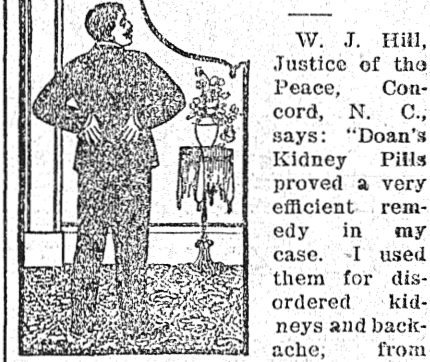 W. J. Hill,
Justice of the
Peace, Con-
cord, N. C.,
says: "Doan's
Kidney Pills
proved a very
efficient rem-
edy in my
case. I used
them for dis-
ordered kid-
neys and back-
ache, from